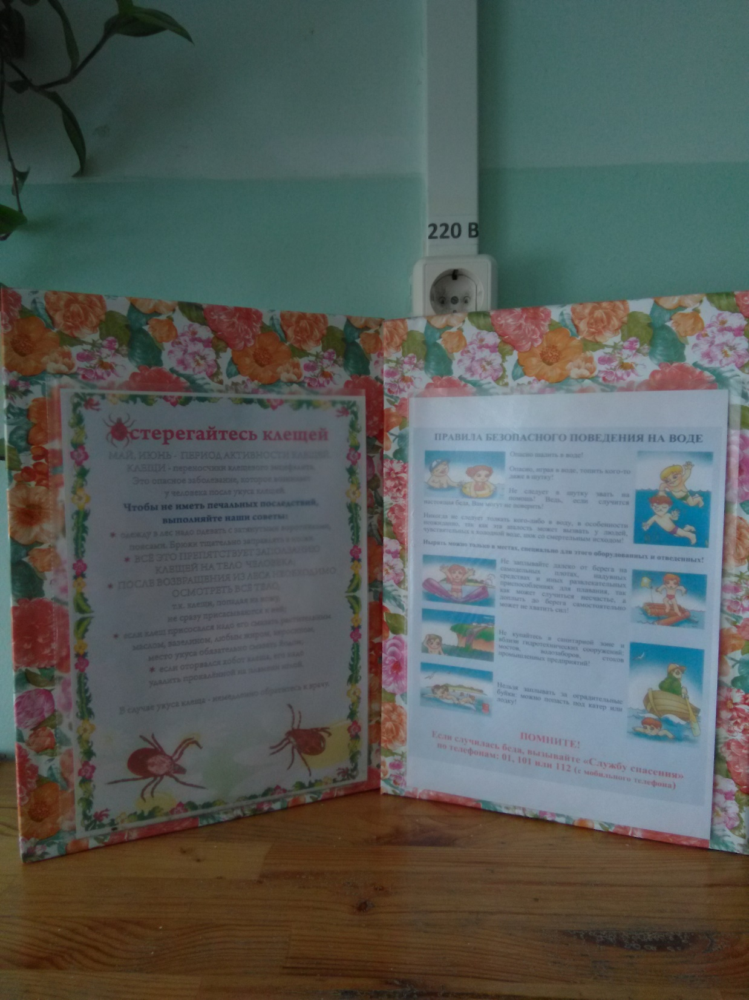 220 В
Остерегайтесь клещей
МАЙ, ИЮНЬ - ПЕРИОД АКТИВНОСТИ КЛЕЩЕЙ.
КЛЕЩИ - переносчики клещевого энцефалита.
Это опасное заболевание, которое возникает
у человека после укуса клещей.
Чтобы не иметь печальных последствий,
выполняйте наши советы:
одежду в лес надо одевать с затянутыми воротниками,
поясами. Брюки тщательно заправлять в носки.
ВСЁ ЭТО ПРЕПЯТСТВУЕТ ЗАПОЛЗАНИЮ
КЛЕЩЕЙ НА ТЕЛО ЧЕЛОВЕКА;
ПОСЛЕ ВОЗВРАЩЕНИЯ ИЗ ЛЕСА НЕОБХОДИМО
ОСМОТРЕТЬ ВСЁ ТЕЛО,
т.к. клещи, попадая на кожу,
не сразу присасываются к ней;
если клещ присосался надо его смазать растительным
маслом, вазелином, любым жиром, керосином,
место укуса обязательно смазать йодом;
если оторвался хобот клеща, его надо
удалить прокалённой на пламени иглой.
В случае укуса клеща - немедленно обратитесь к врачу.
ПРАВИЛА БЕЗОПАСНОГО ПОВЕДЕНИЯ НА ВОДЕ
Опасно шалить в воде!
Опасно, играя в воде, топить кого-то
даже в шутку!
Не следует в шутку звать на
помощь! Ведь, если случится
настоящая беда, Вам могут не поверить!
Никогда не следует толкать кого-либо в воду, в особенности
неожиданно, так как эта шалость может вызвать у людей,
чувствительных к холодной воде, шок со смертельным исходом!
Нырять можно только в местах, специально для этого оборудованных и отведенных!
Не заплывайте далеко от берега на
самодельных плотах, надувных
средствах и иных развлекательных
приспособлениях для плавания, так
как может случиться несчастье, а
доплыть до берега самостоятельно
может не хватить сил!
Не купайтесь в санитарной зоне и
вблизи гидротехнических сооружений:
мостов, водозаборов, стоков
промышленных предприятий!
Нельзя заплывать за оградительные
буйки: можно попасть под катер или
лодку!
ПОМНИТЕ!
Если случилась беда, вызывайте «Службу спасения»
по телефонам: 01, 101 или 112 (с мобильного телефона)